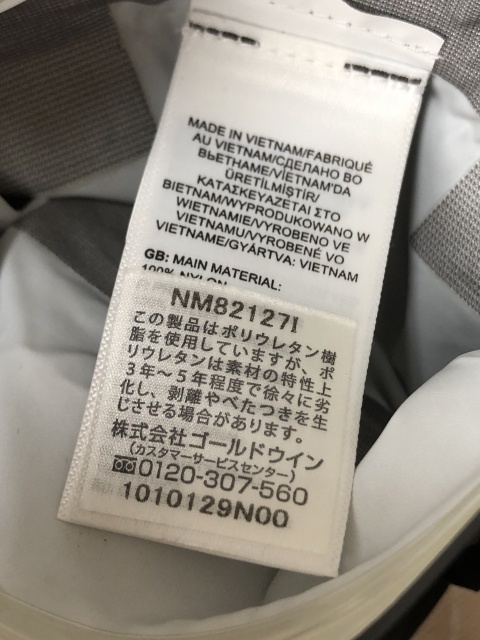 MADE IN VIETNAM/FABRIQUÉ
AU VIETNAM/СДЕЛАНО ВО
ВЬЕТНАМЕ/VİETNAM'DA
ÜRETİLMİŞTİR/
ΚΑΤΑΣΚΕΥΑΖΕΤΑΙ ΣΤΟ
ΒΙΕΤΝΑΜ/WYPRODUKOWANO W
WIETNAMIE/VYROBENO VE
VIETNAMU/VYROBENÉ VO
VIETNAME/GYÁRTVA: VIETNAM
GB: MAIN MATERIAL:
100% NYLON
NM82127I
この製品はポリウレタン樹
脂を使用していますが、ポ
リウレタンは素材の特性上
3年〜5年程度で徐々に劣
化し、剥離やべたつきを生
じさせる場合があります。
株式会社ゴールドウイン
(カスタマーサービスセンター)
0120-307-560
1010129N00